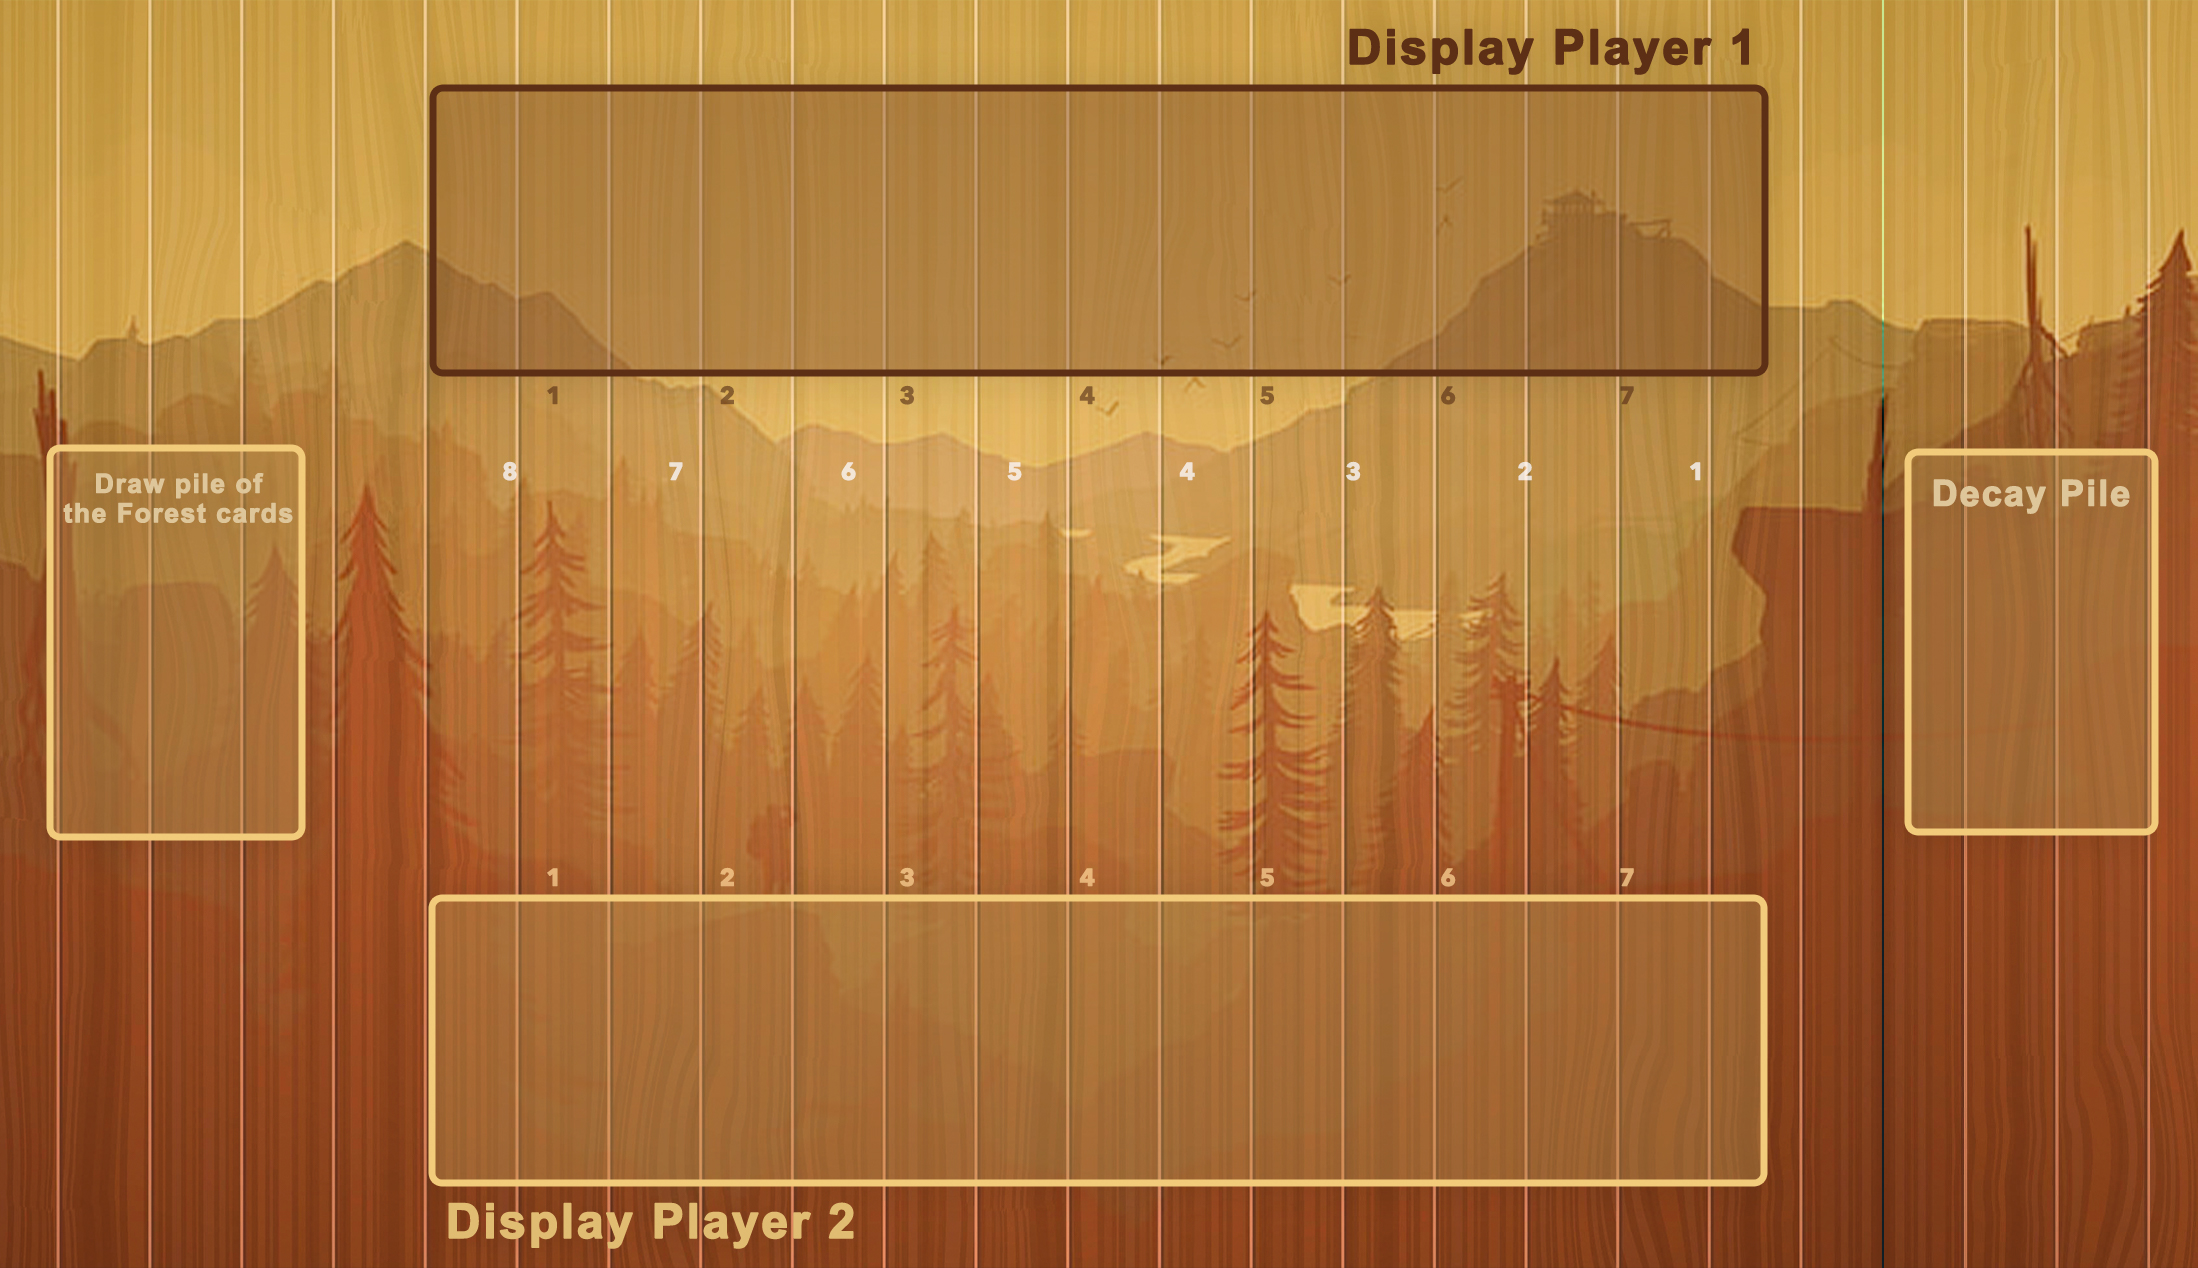 Display Player 1
1 2 3 4 5 6 7
8 7 6 5 4 3 2 1
Draw pile of
the Forest cards
Decay Pile
1 2 3 4 5 6 7
Display Player 2